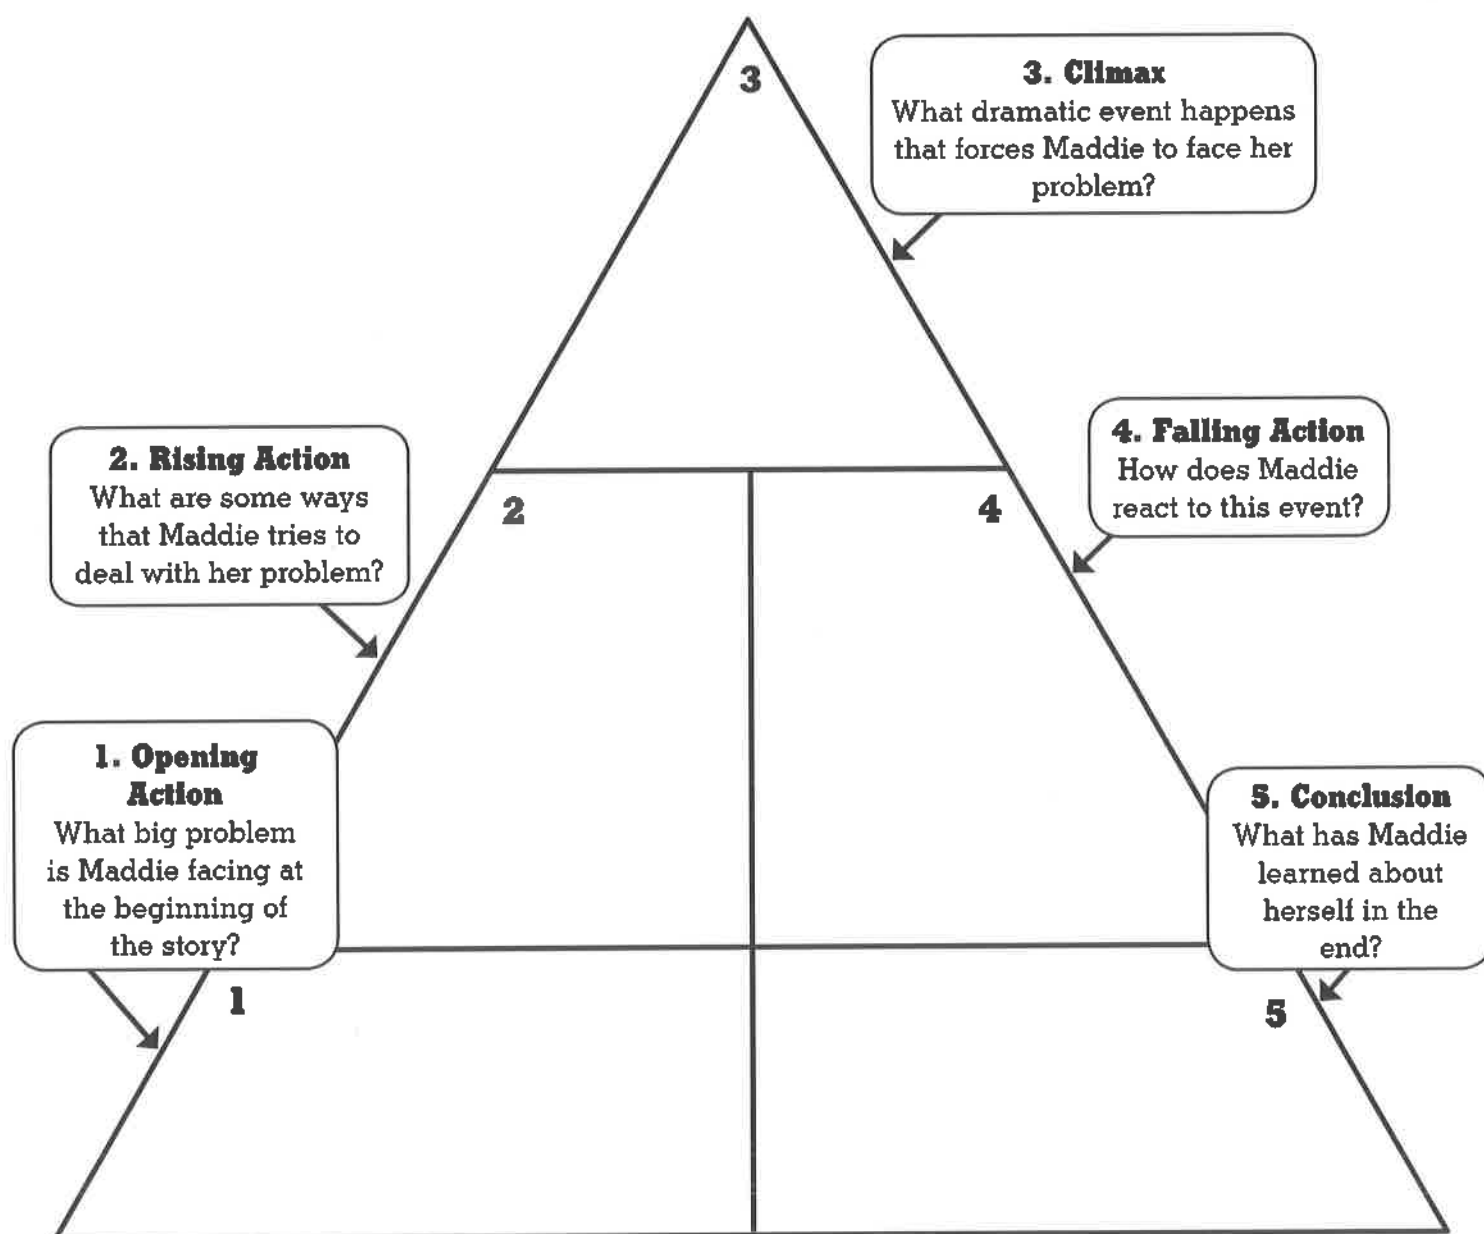 3
3. Climax
What dramatic event happens
that forces Maddie to face her
problem?
2. Rising Action
What are some ways
that Maddie tries to
deal with her problem?
2
4
4. Falling Action
How does Maddie
react to this event?
1. Opening
Action
What big problem
is Maddie facing at
the beginning of
the story?
1
5. Conclusion
What has Maddie
learned about
herself in the
end?
5